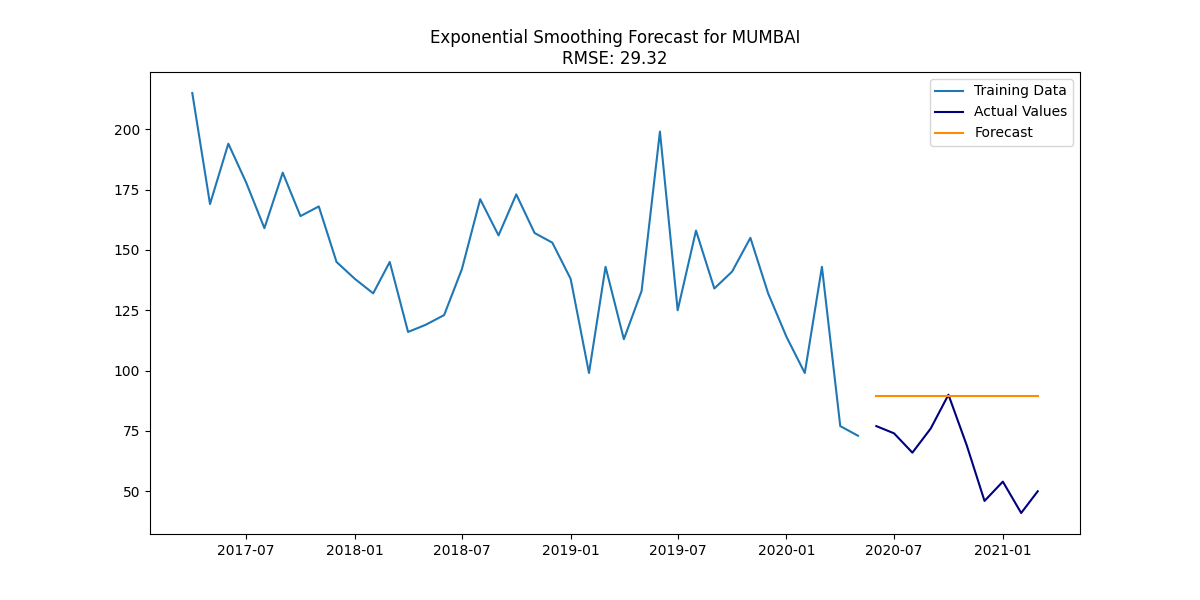 Exponential Smoothing Forecast for MUMBAI
RMSE: 29.32
Training Data
Actual Values
Forecast
200
175
150
125
100
75
50
2017-07 2018-01 2018-07 2019-01 2019-07 2020-01 2020-07 2021-01